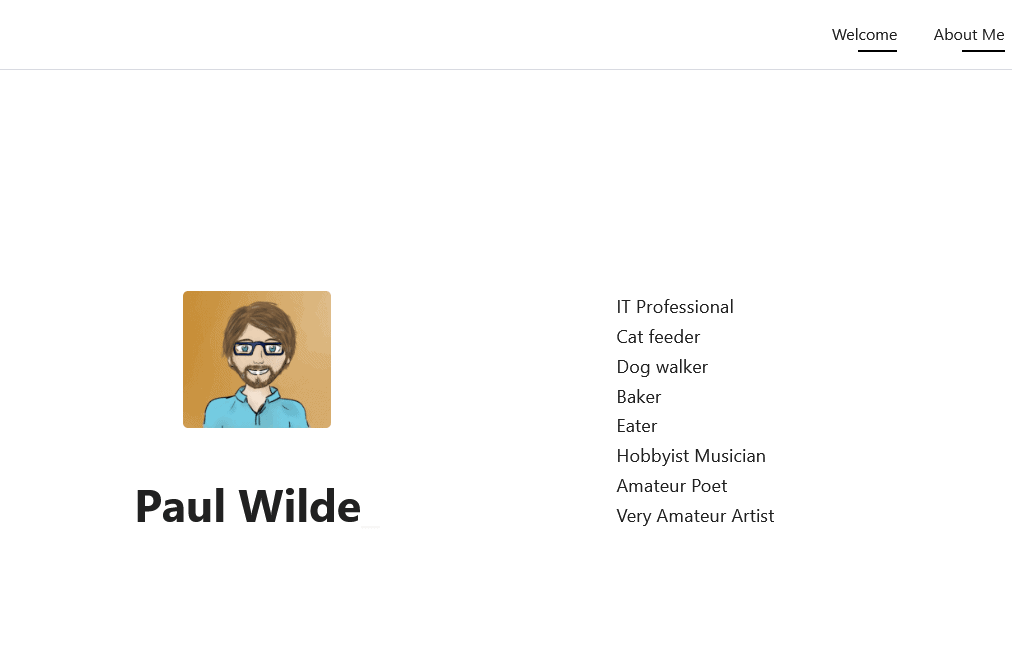 Welcome
About Me
Paul Wilde
IT Professional
Cat feeder
Dog walker
Baker
Eater
Hobbyist Musician
Amateur Poet
Very Amateur Artist